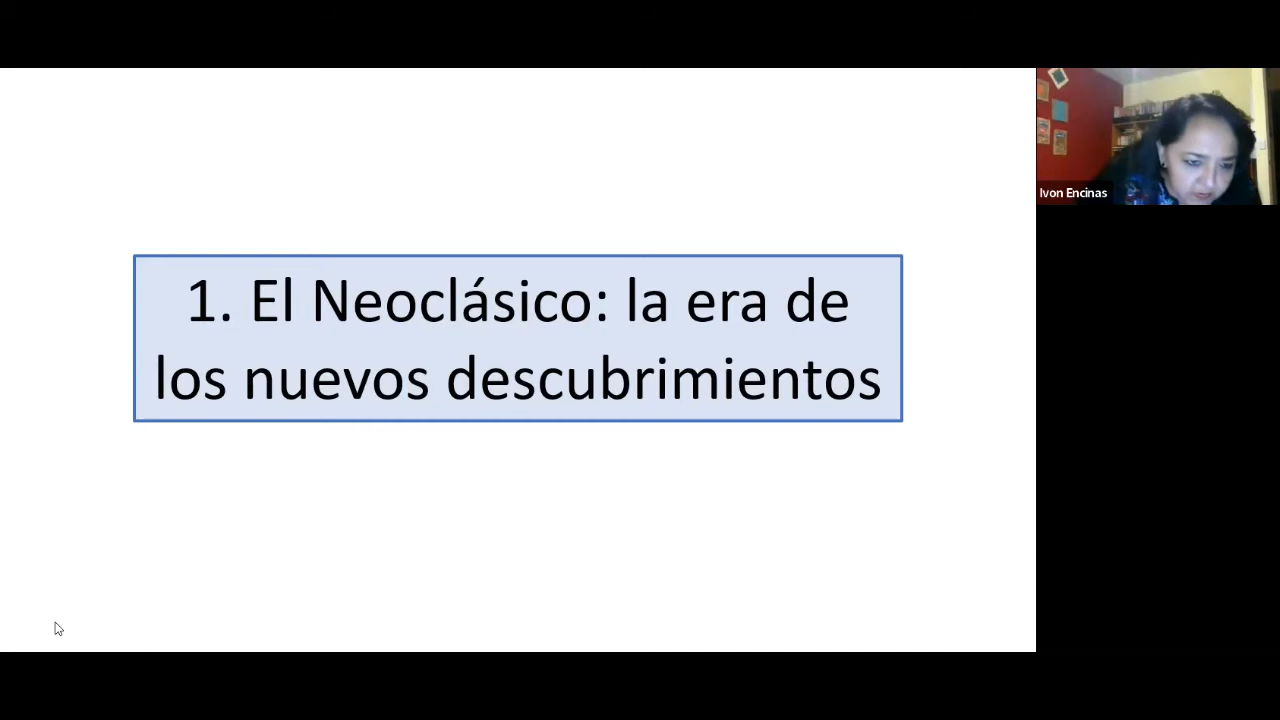 1. El Neoclásico: la era de
los nuevos descubrimientos
Ivon Encinas